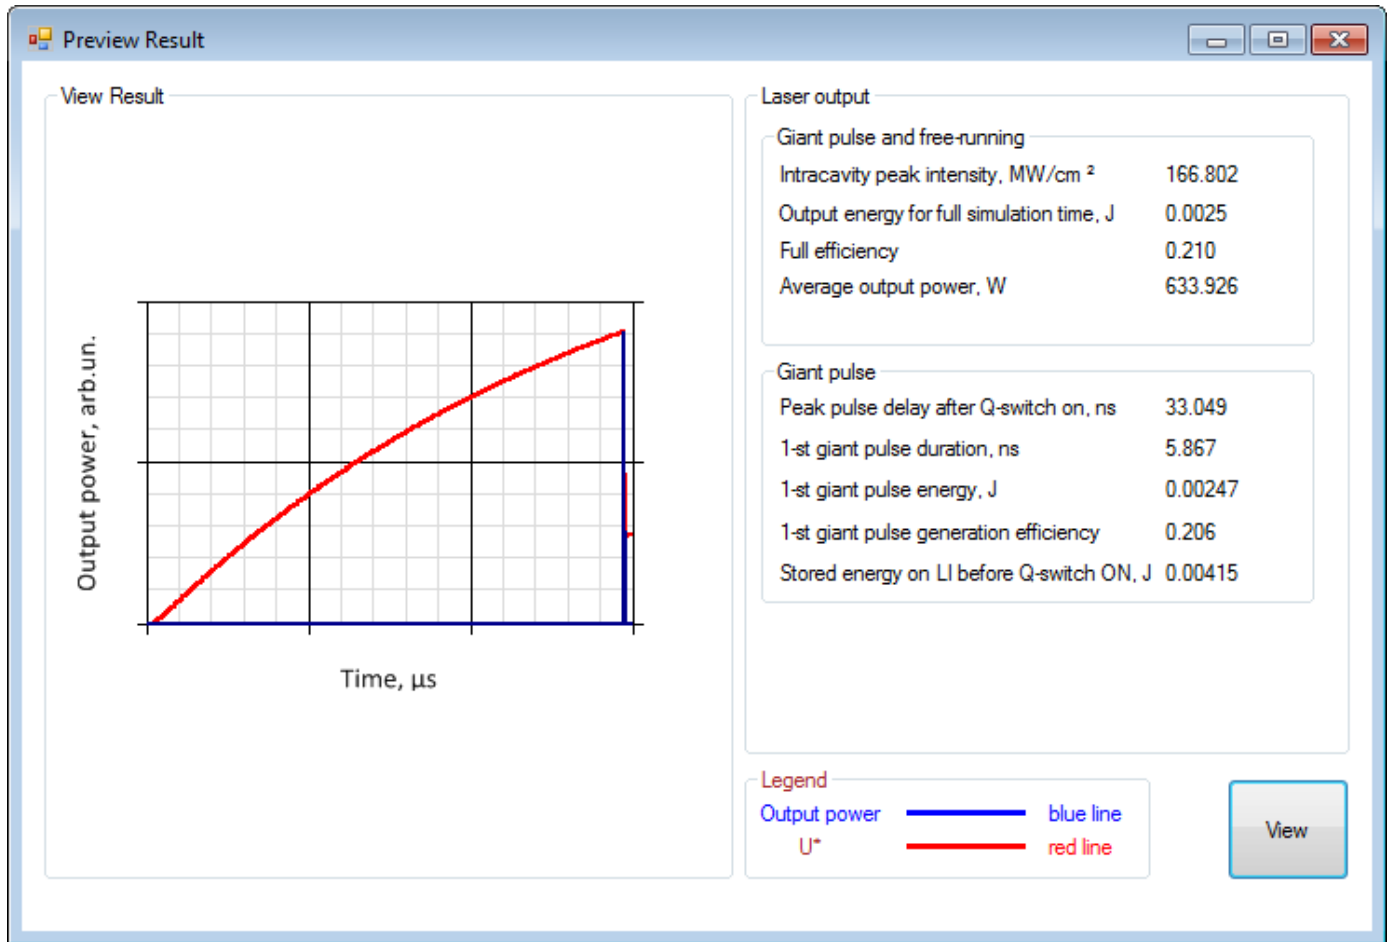 Preview Result
View Result
Output power, arb.un.
Time, µs
Laser output
Giant pulse and free-running
Intracavity peak intensity, MW/cm ² 166.802
Output energy for full simulation time, J 0.0025
Full efficiency 0.210
Average output power, W 633.926
Giant pulse
Peak pulse delay after Q-switch on, ns 33.049
1-st giant pulse duration, ns 5.867
1-st giant pulse energy, J 0.00247
1-st giant pulse generation efficiency 0.206
Stored energy on LI before Q-switch ON, J 0.00415
Legend
Output power blue line
U* red line
View